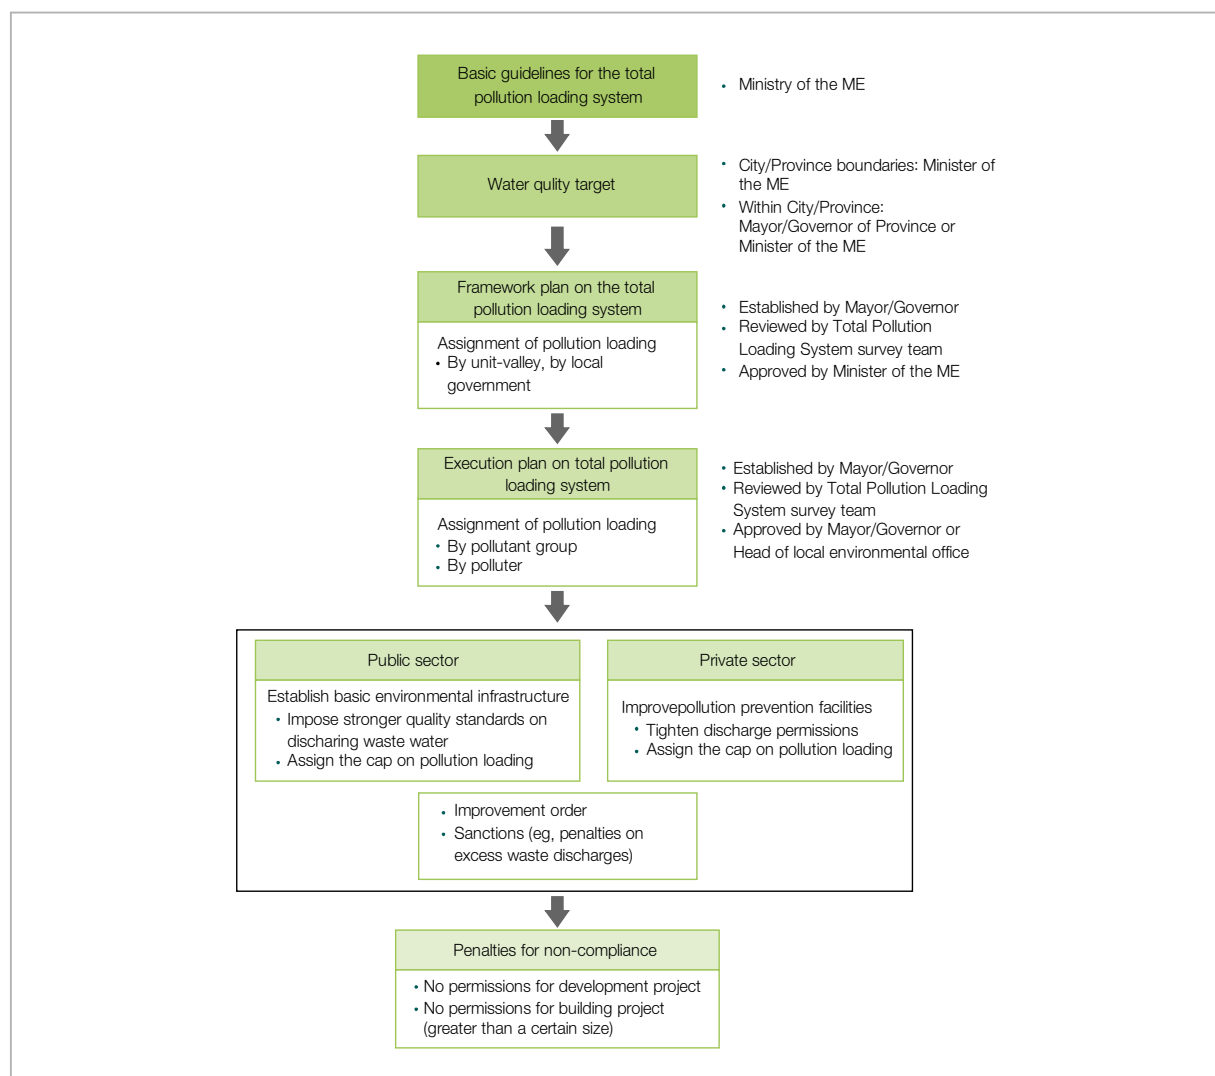 Basic guidelines for the total
pollution loading system
• Ministry of the ME
Water qulity target
• City/Province boundaries: Minister of
the ME
• Within City/Province:
Mayor/Governor of Province or
Minister of the ME
Framework plan on the total
pollution loading system
Assignment of pollution loading
• By unit-valley, by local
government
• Established by Mayor/Governor
• Reviewed by Total Pollution
Loading System survey team
• Approved by Minister of the ME
Execution plan on total pollution
loading system
Assignment of pollution loading
• By pollutant group
• By polluter
• Established by Mayor/Governor
• Reviewed by Total Pollution Loading
System survey team
• Approved by Mayor/Governor or
Head of local environmental office
Public sector
Establish basic environmental infrastructure
• Impose stronger quality standards on
discharing waste water
• Assign the cap on pollution loading
Private sector
Improvepollution prevention facilities
• Tighten discharge permissions
• Assign the cap on pollution loading
• Improvement order
• Sanctions (eg, penalties on
excess waste discharges)
Penalties for non-compliance
• No permissions for development project
• No permissions for building project
(greater than a certain size)